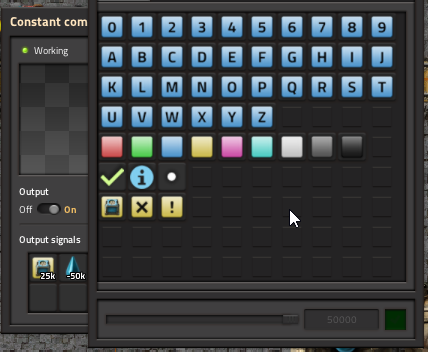 Constant com
Working
Output
Off On
Output signals
-25k -50k
0 1 2 3 4 5 6 7 8 9
A B C D E F G H I J
K L M N O P Q R S T
U V W X Y Z
i
!
50000